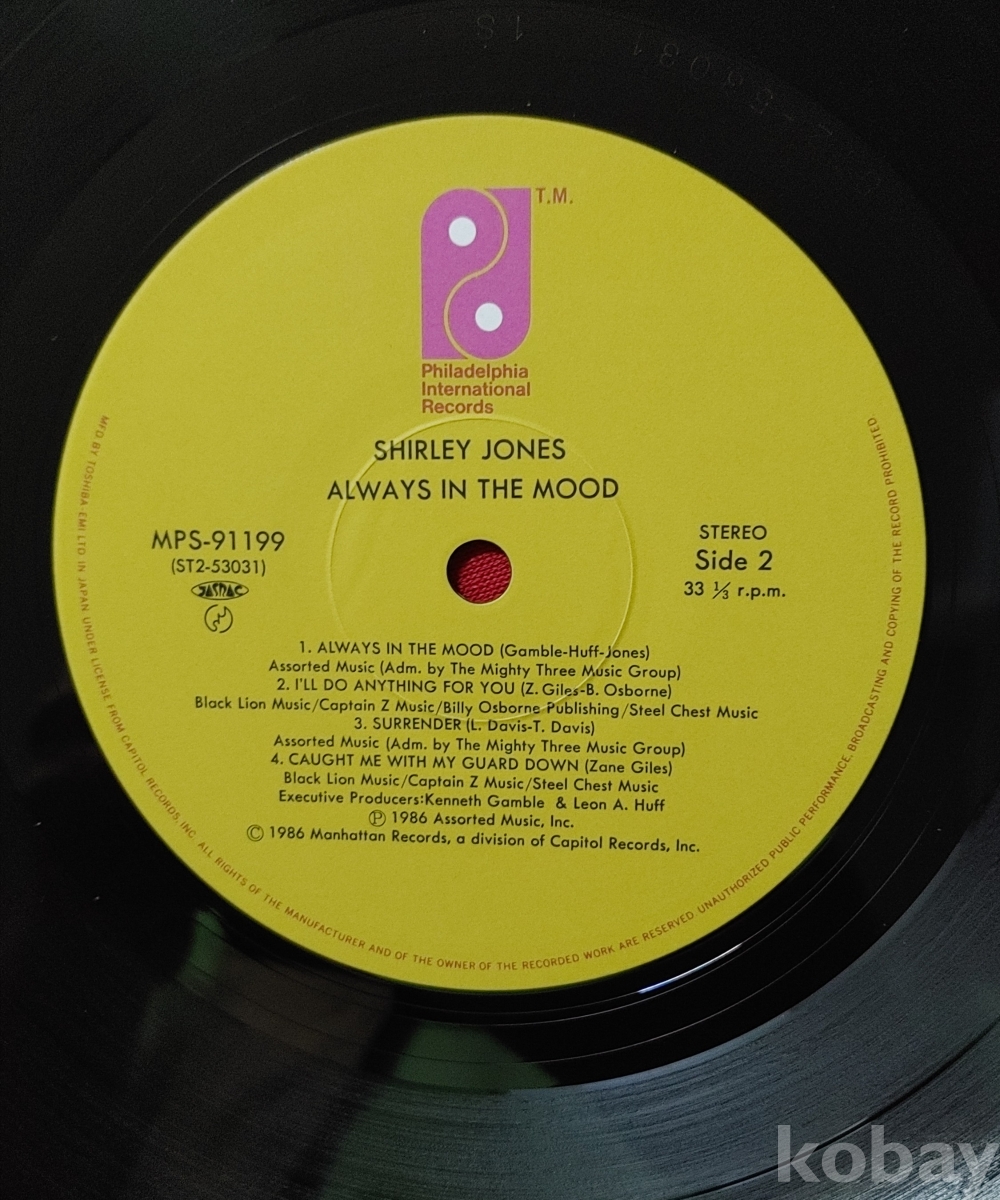 T.M.
Philadelphia
International
Records
SHIRLEY JONES
ALWAYS IN THE MOOD
MPS-91199
(ST2-53031)
JASRAC
STEREO
Side 2
33 ⅓ r.p.m.
1. ALWAYS IN THE MOOD (Gamble-Huff-Jones)
Assorted Music (Adm. by The Mighty Three Music Group)
2. I'LL DO ANYTHING FOR YOU (Z. Giles-B. Osborne)
Black Lion Music/Captain Z Music/Billy Osborne Publishing/Steel Chest Music
3. SURRENDER (L. Davis-T. Davis)
Assorted Music (Adm. by The Mighty Three Music Group)
4. CAUGHT ME WITH MY GUARD DOWN (Zane Giles)
Black Lion Music/Captain Z Music/Steel Chest Music
Executive Producers:Kenneth Gamble & Leon A. Huff
Ⓟ 1986 Assorted Music, Inc.
© 1986 Manhattan Records, a division of Capitol Records, Inc.
MFD BY TOSHIBA-EMI LTD. IN JAPAN UNDER LICENSE FROM CAPITOL RECORDS, INC. ALL RIGHTS OF THE MANUFACTURER AND OF THE OWNER OF THE RECORDED WORK ARE RESERVED. UNAUTHORIZED PUBLIC PERFORMANCE, BROADCASTING AND COPYING OF THE RECORD PROHIBITED.
kobay